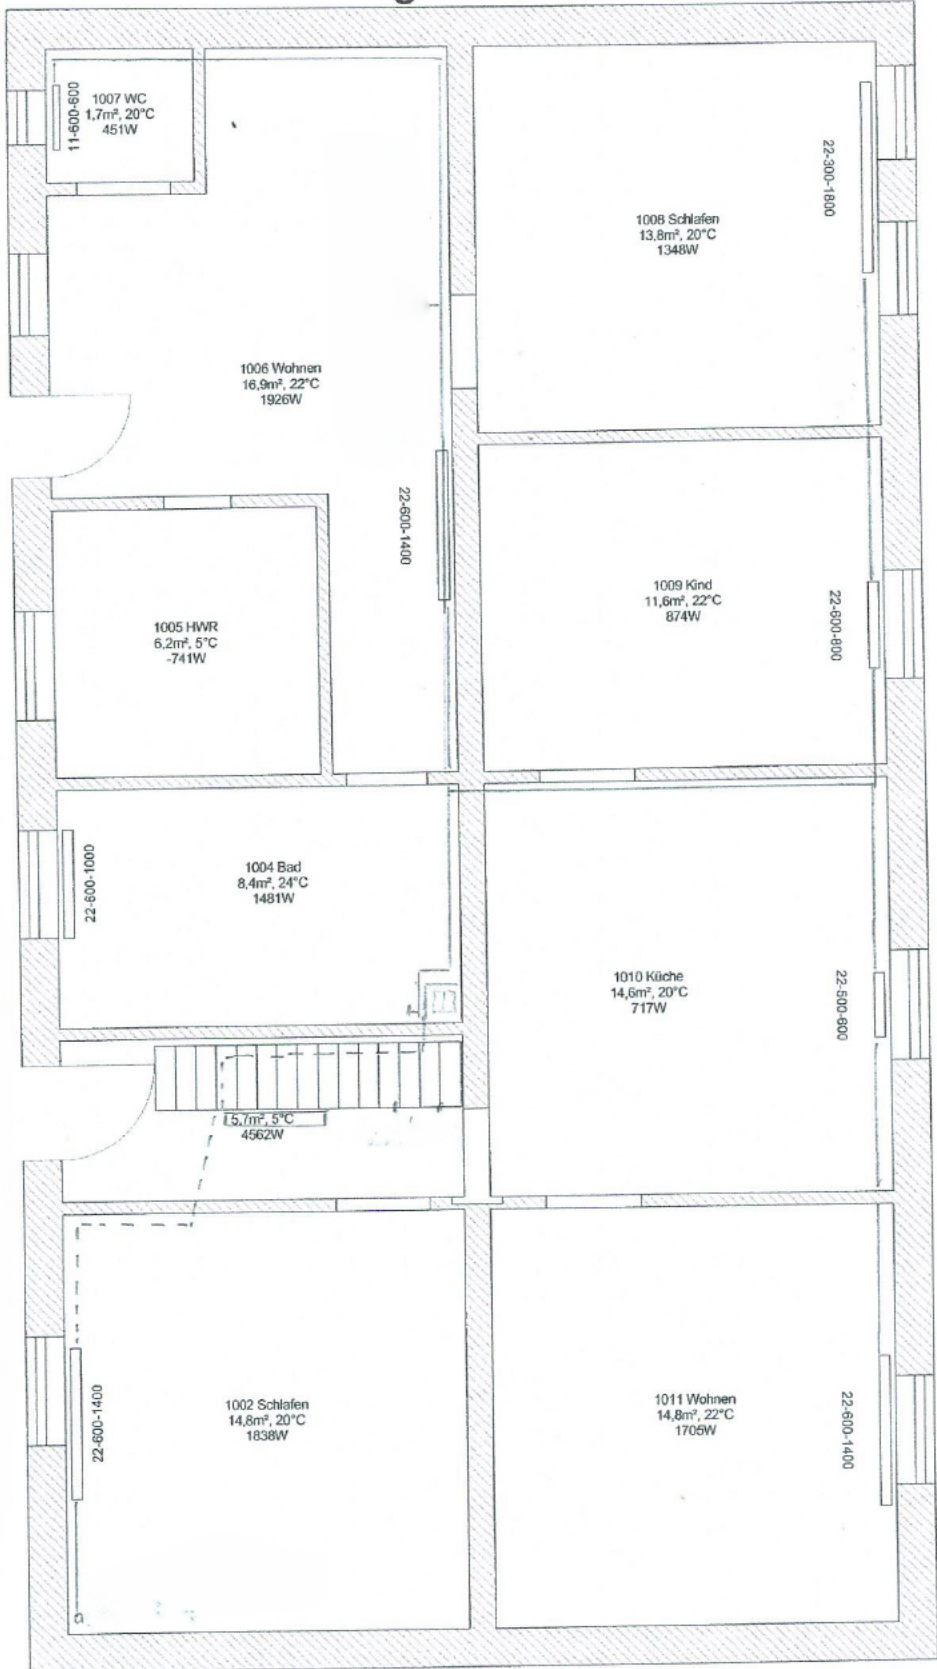 1007 WC
1,7m², 20°C
451W
11-600-600
22-300-1800
1008 Schlafen
13,8m², 20°C
1348W
1006 Wohnen
16,9m², 22°C
1926W
22-600-1400
1009 Kind
11,6m², 22°C
874W
22-600-800
1005 HWR
6,2m², 5°C
-741W
1004 Bad
8,4m², 24°C
1481W
22-600-1000
1010 Küche
14,6m², 20°C
717W
22-500-600
5,7m², 5°C
4562W
1002 Schlafen
14,8m², 20°C
1838W
22-600-1400
1011 Wohnen
14,8m², 22°C
1705W
22-600-1400